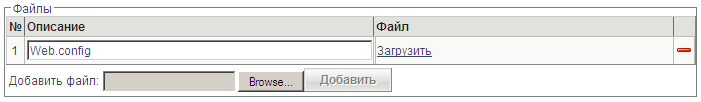 Файлы
№ Описание Файл
1 Web.config Загрузить
Добавить файл: Browse... Добавить